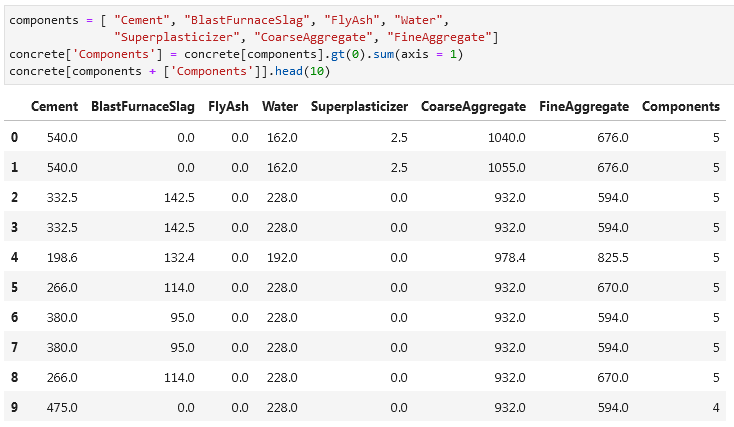 components = [ "Cement", "BlastFurnaceSlag", "FlyAsh", "Water",
"Superplasticizer", "CoarseAggregate", "FineAggregate"]
concrete['Components'] = concrete[components].gt(0).sum(axis = 1)
concrete[components + ['Components']].head(10)
Cement BlastFurnaceSlag FlyAsh Water Superplasticizer CoarseAggregate FineAggregate Components
0 540.0 0.0 0.0 162.0 2.5 1040.0 676.0 5
1 540.0 0.0 0.0 162.0 2.5 1055.0 676.0 5
2 332.5 142.5 0.0 228.0 0.0 932.0 594.0 5
3 332.5 142.5 0.0 228.0 0.0 932.0 594.0 5
4 198.6 132.4 0.0 192.0 0.0 978.4 825.5 5
5 266.0 114.0 0.0 228.0 0.0 932.0 670.0 5
6 380.0 95.0 0.0 228.0 0.0 932.0 594.0 5
7 380.0 95.0 0.0 228.0 0.0 932.0 594.0 5
8 266.0 114.0 0.0 228.0 0.0 932.0 670.0 5
9 475.0 0.0 0.0 228.0 0.0 932.0 594.0 4